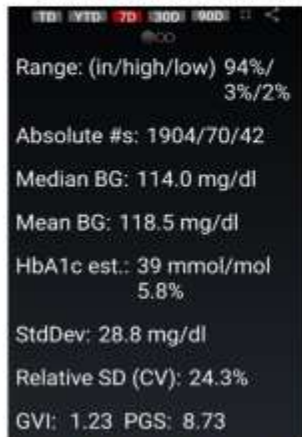 TD YTD 7D 30D 90D
Range: (in/high/low) 94%/
3%/2%
Absolute #s: 1904/70/42
Median BG: 114.0 mg/dl
Mean BG: 118.5 mg/dl
HbA1c est.: 39 mmol/mol
5.8%
StdDev: 28.8 mg/dl
Relative SD (CV): 24.3%
GVI: 1.23 PGS: 8.73